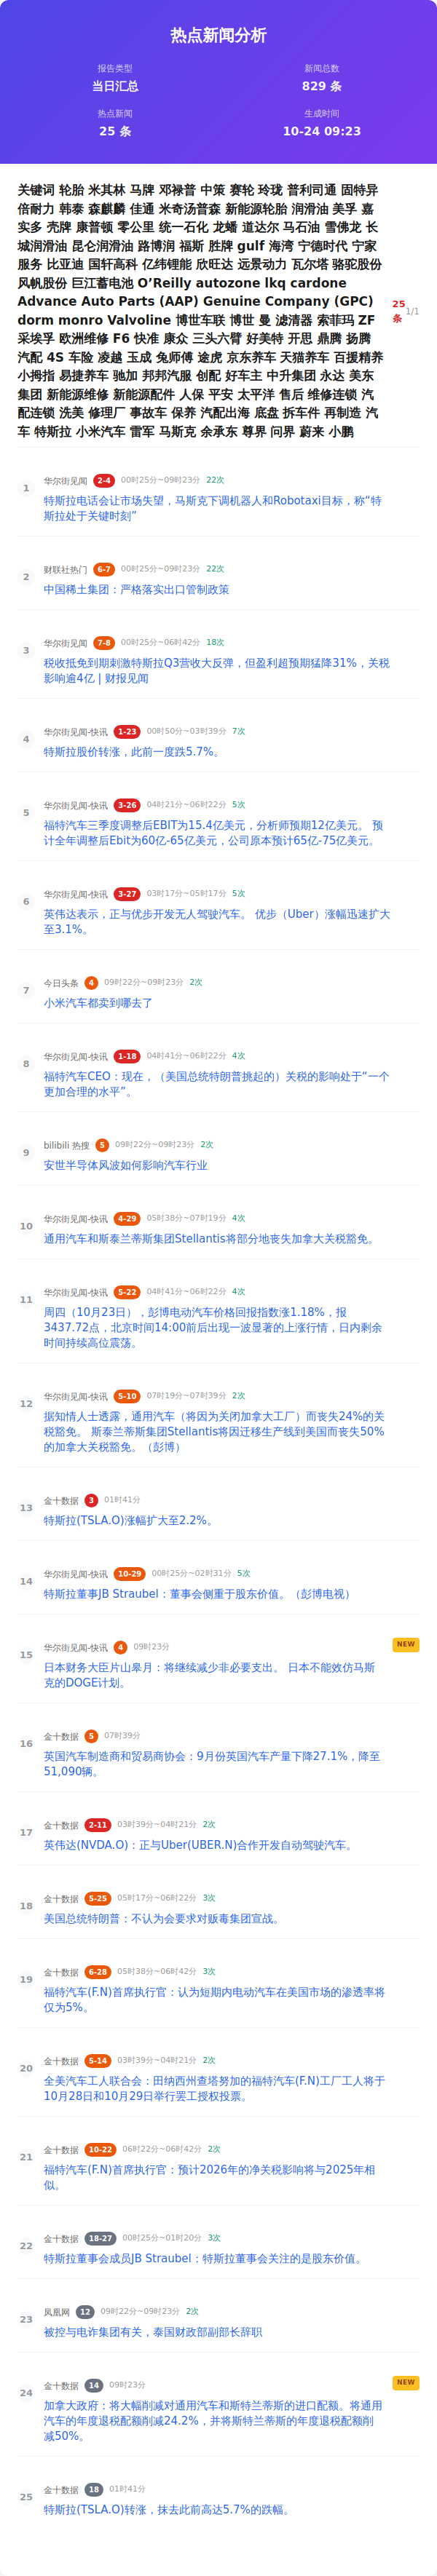 热点新闻分析
报告类型
当日汇总
新闻总数
829 条
热点新闻
25 条
生成时间
10-24 09:23
关键词 轮胎 米其林 马牌 邓禄普 中策 赛轮 玲珑 普利司通 固特异
倍耐力 韩泰 森麒麟 佳通 米奇汤普森 新能源轮胎 润滑油 美孚 嘉
实多 壳牌 康普顿 零公里 统一石化 龙蟠 道达尔 马石油 雪佛龙 长
城润滑油 昆仑润滑油 路博润 福斯 胜牌 gulf 海湾 宁德时代 宁家
服务 比亚迪 国轩高科 亿纬锂能 欣旺达 远景动力 瓦尔塔 骆驼股份
风帆股份 巨江蓄电池 O’Reilly autozone lkq cardone
Advance Auto Parts (AAP) Genuine Company (GPC)
dorm monro Valvoline 博世车联 博世 曼 滤清器 索菲玛 ZF
采埃孚 欧洲维修 F6 快准 康众 三头六臂 好美特 开思 鼎腾 扬腾
汽配 4S 车险 凌越 玉成 兔师傅 途虎 京东养车 天猫养车 百援精养
小拇指 易捷养车 驰加 邦邦汽服 创配 好车主 中升集团 永达 美东
集团 新能源维修 新能源配件 人保 平安 太平洋 售后 维修连锁 汽
配连锁 洗美 修理厂 事故车 保养 汽配出海 底盘 拆车件 再制造 汽
车 特斯拉 小米汽车 雷军 马斯克 余承东 尊界 问界 蔚来 小鹏
25
条
1/1
1
华尔街见闻 2-4 00时25分~09时23分 22次
特斯拉电话会让市场失望，马斯克下调机器人和Robotaxi目标，称“特
斯拉处于关键时刻”
2
财联社热门 6-7 00时25分~09时23分 22次
中国稀土集团：严格落实出口管制政策
3
华尔街见闻 7-8 00时25分~06时42分 18次
税收抵免到期刺激特斯拉Q3营收大反弹，但盈利超预期猛降31%，关税
影响逾4亿 | 财报见闻
4
华尔街见闻-快讯 1-23 00时50分~03时39分 7次
特斯拉股价转涨，此前一度跌5.7%。
5
华尔街见闻-快讯 3-26 04时21分~06时22分 5次
福特汽车三季度调整后EBIT为15.4亿美元，分析师预期12亿美元。 预
计全年调整后Ebit为60亿-65亿美元，公司原本预计65亿-75亿美元。
6
华尔街见闻-快讯 3-27 03时17分~05时17分 5次
英伟达表示，正与优步开发无人驾驶汽车。 优步（Uber）涨幅迅速扩大
至3.1%。
7
今日头条 4 09时22分~09时23分 2次
小米汽车都卖到哪去了
8
华尔街见闻-快讯 1-18 04时41分~06时22分 4次
福特汽车CEO：现在，（美国总统特朗普挑起的）关税的影响处于“一个
更加合理的水平”。
9
bilibili 热搜 5 09时22分~09时23分 2次
安世半导体风波如何影响汽车行业
10
华尔街见闻-快讯 4-29 05时38分~07时19分 4次
通用汽车和斯泰兰蒂斯集团Stellantis将部分地丧失加拿大关税豁免。
11
华尔街见闻-快讯 5-22 04时41分~06时22分 4次
周四（10月23日），彭博电动汽车价格回报指数涨1.18%，报
3437.72点，北京时间14:00前后出现一波显著的上涨行情，日内剩余
时间持续高位震荡。
12
华尔街见闻-快讯 5-10 07时19分~07时39分 2次
据知情人士透露，通用汽车（将因为关闭加拿大工厂）而丧失24%的关
税豁免。 斯泰兰蒂斯集团Stellantis将因迁移生产线到美国而丧失50%
的加拿大关税豁免。（彭博）
13
金十数据 3 01时41分
特斯拉(TSLA.O)涨幅扩大至2.2%。
14
华尔街见闻-快讯 10-29 00时25分~02时31分 5次
特斯拉董事JB Straubel：董事会侧重于股东价值。（彭博电视）
15
华尔街见闻-快讯 4 09时23分
NEW
日本财务大臣片山皋月：将继续减少非必要支出。 日本不能效仿马斯
克的DOGE计划。
16
金十数据 5 07时39分
英国汽车制造商和贸易商协会：9月份英国汽车产量下降27.1%，降至
51,090辆。
17
金十数据 2-11 03时39分~04时21分 2次
英伟达(NVDA.O)：正与Uber(UBER.N)合作开发自动驾驶汽车。
18
金十数据 5-25 05时17分~06时22分 3次
美国总统特朗普：不认为会要求对贩毒集团宣战。
19
金十数据 6-28 05时38分~06时42分 3次
福特汽车(F.N)首席执行官：认为短期内电动汽车在美国市场的渗透率将
仅为5%。
20
金十数据 5-14 03时39分~04时21分 2次
全美汽车工人联合会：田纳西州查塔努加的福特汽车(F.N)工厂工人将于
10月28日和10月29日举行罢工授权投票。
21
金十数据 10-22 06时22分~06时42分 2次
福特汽车(F.N)首席执行官：预计2026年的净关税影响将与2025年相
似。
22
金十数据 18-27 00时25分~01时20分 3次
特斯拉董事会成员JB Straubel：特斯拉董事会关注的是股东价值。
23
凤凰网 12 09时22分~09时23分 2次
被控与电诈集团有关，泰国财政部副部长辞职
24
金十数据 14 09时23分
NEW
加拿大政府：将大幅削减对通用汽车和斯特兰蒂斯的进口配额。将通用
汽车的年度退税配额削减24.2%，并将斯特兰蒂斯的年度退税配额削
减50%。
25
金十数据 18 01时41分
特斯拉(TSLA.O)转涨，抹去此前高达5.7%的跌幅。